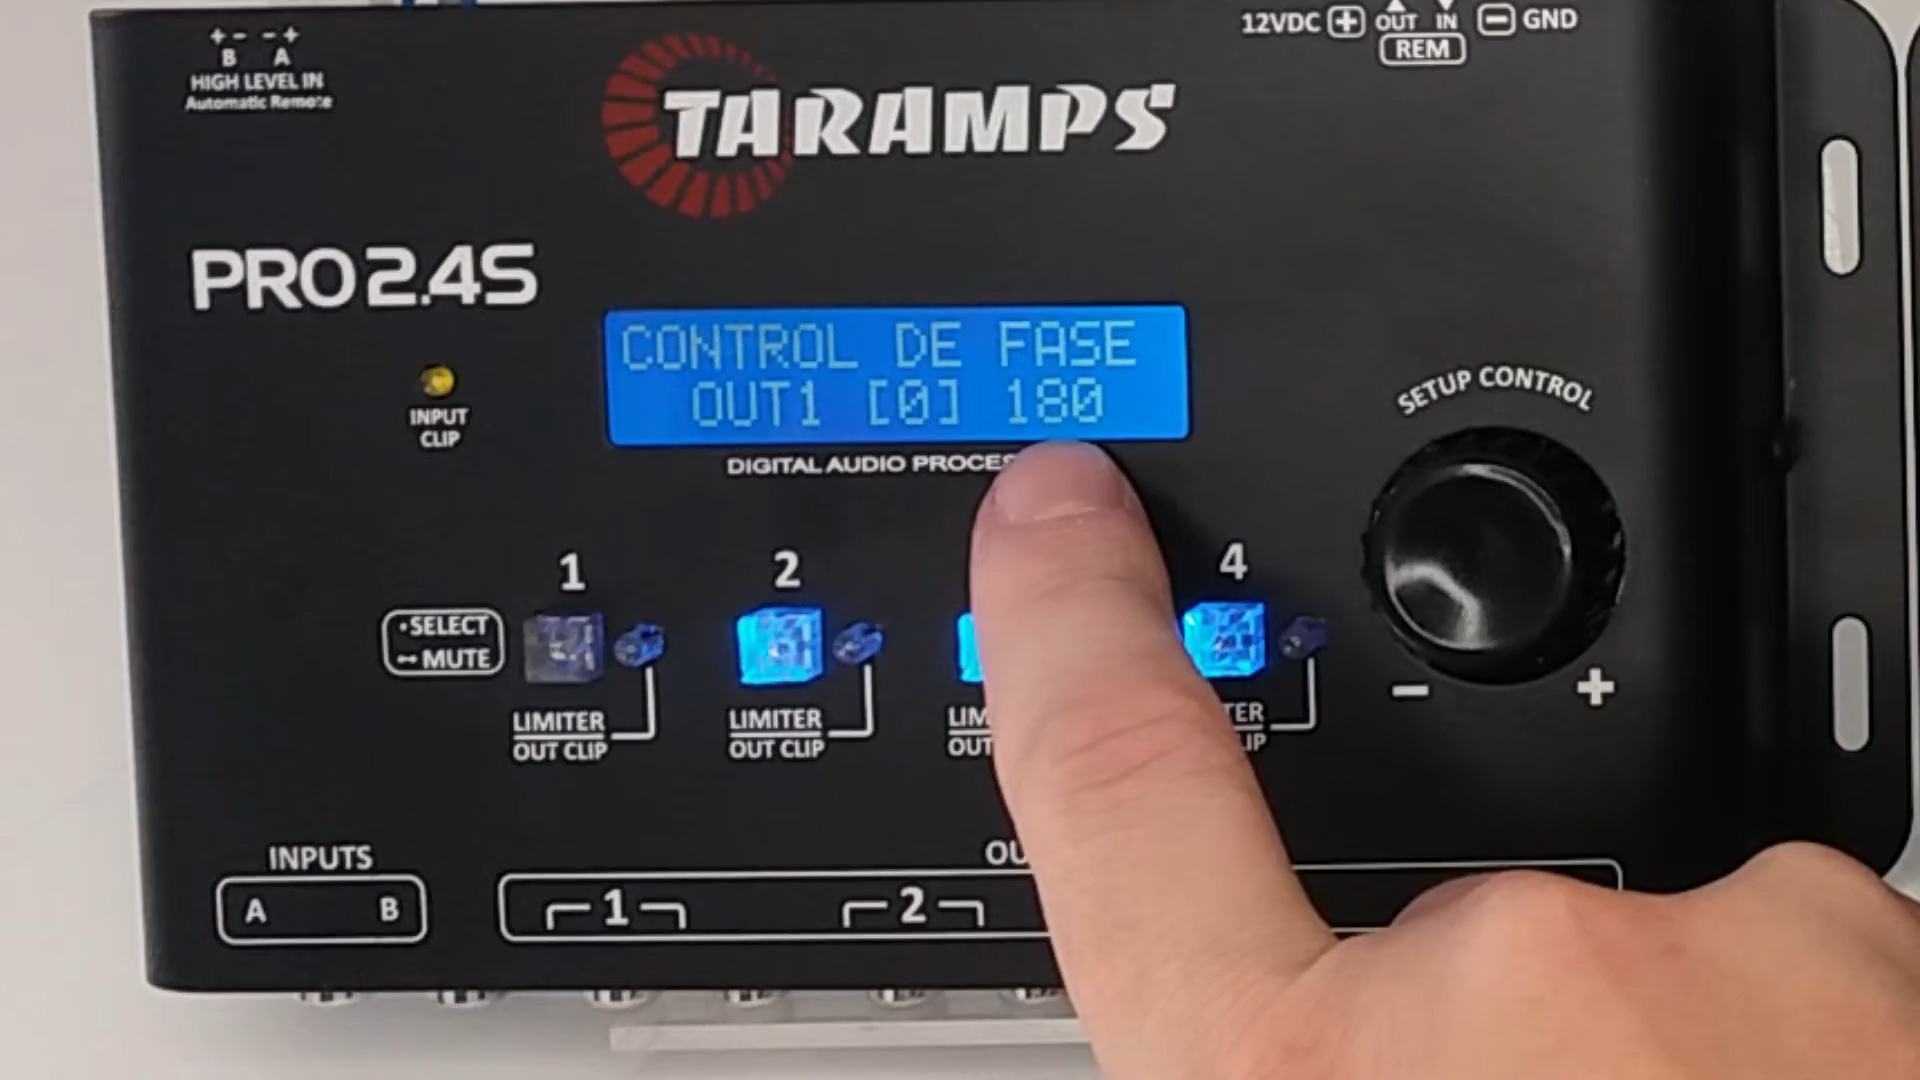 + - - +
B A
HIGH LEVEL IN
Automatic Remote
12VDC + OUT IN - GND
REM
TARAMPS
PRO 2.4S
CONTROL DE FASE
OUT1 [0] 180
INPUT
CLIP
DIGITAL AUDIO
SETUP CONTROL
1 2 4
•SELECT
MUTE
- +
LIMITER LIMITER
OUT CLIP OUT CLIP
INPUTS
A B
1 2